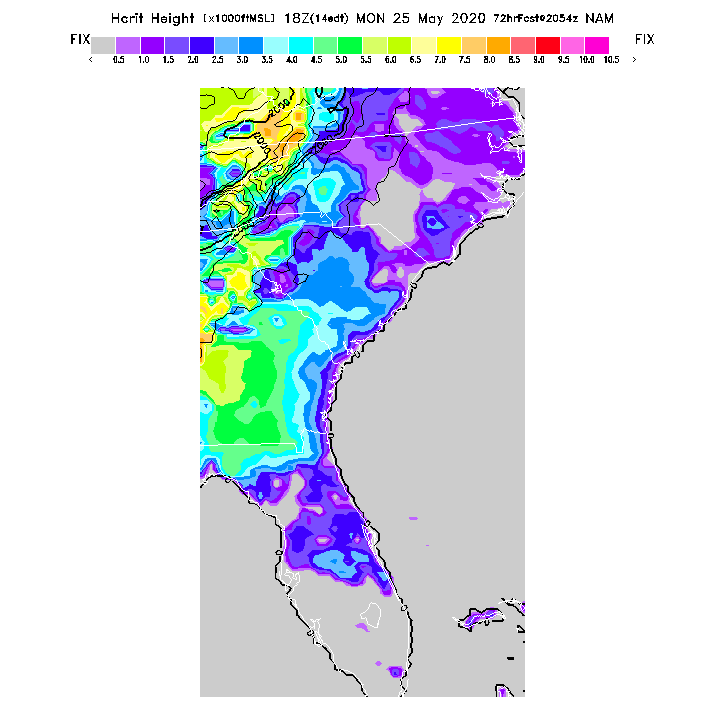 Hcrit Height [x1000ftMSL] 18Z(14edt) MON 25 May 2020 72hrFcst@2054z NAM
FIX FIX
< 0.5 1.0 1.5 2.0 2.5 3.0 3.5 4.0 4.5 5.0 5.5 6.0 6.5 7.0 7.5 8.0 8.5 9.0 9.5 10.0 10.5 >
2000
2000